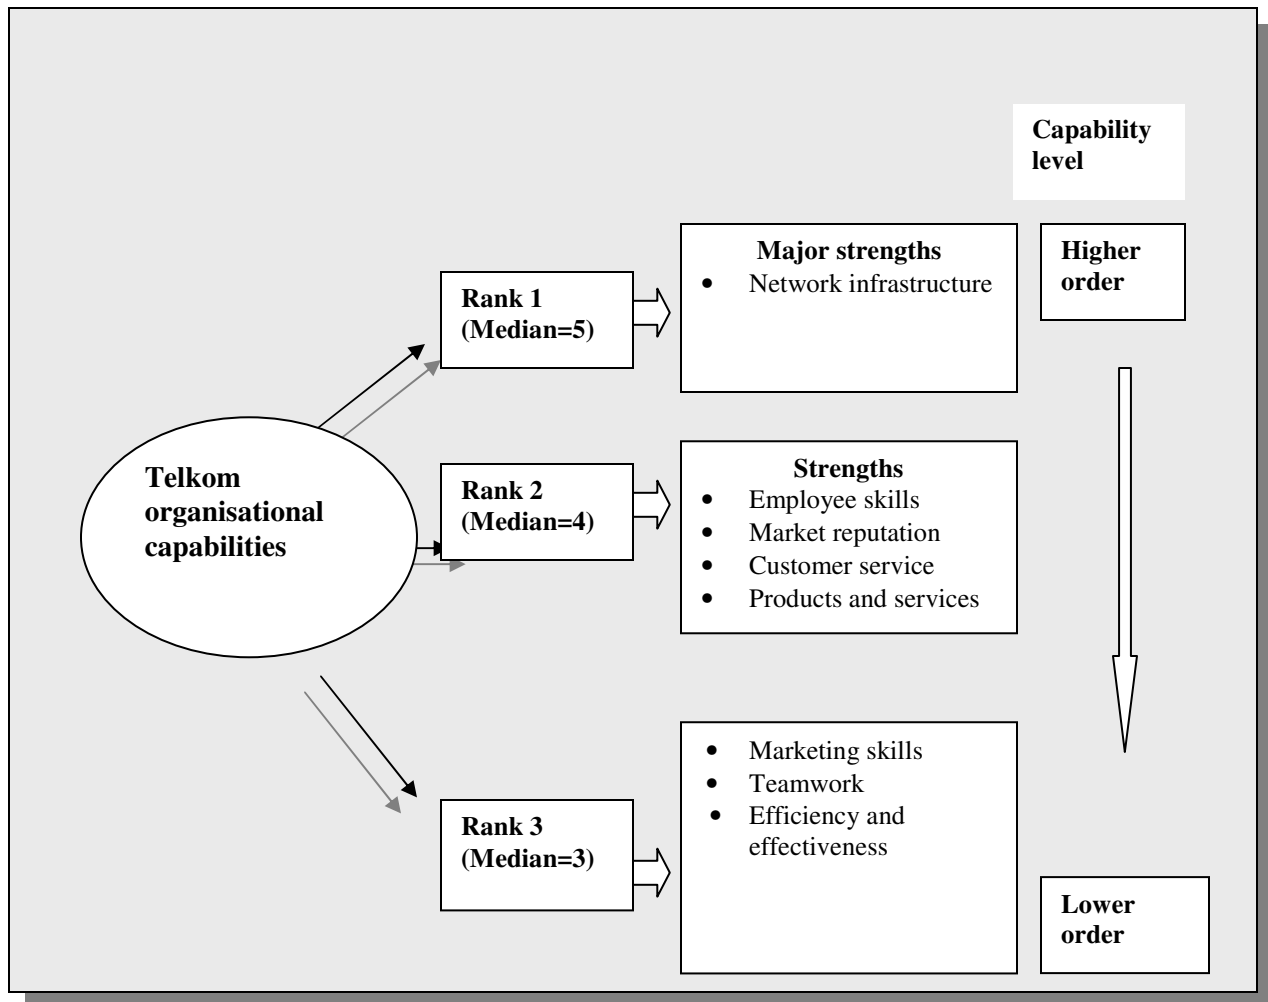 Capability
level
Major strengths
• Network infrastructure
Higher
order
Rank 1
(Median=5)
Telkom
organisational
capabilities
Rank 2
(Median=4)
Strengths
• Employee skills
• Market reputation
• Customer service
• Products and services
Rank 3
(Median=3)
• Marketing skills
• Teamwork
• Efficiency and
effectiveness
Lower
order